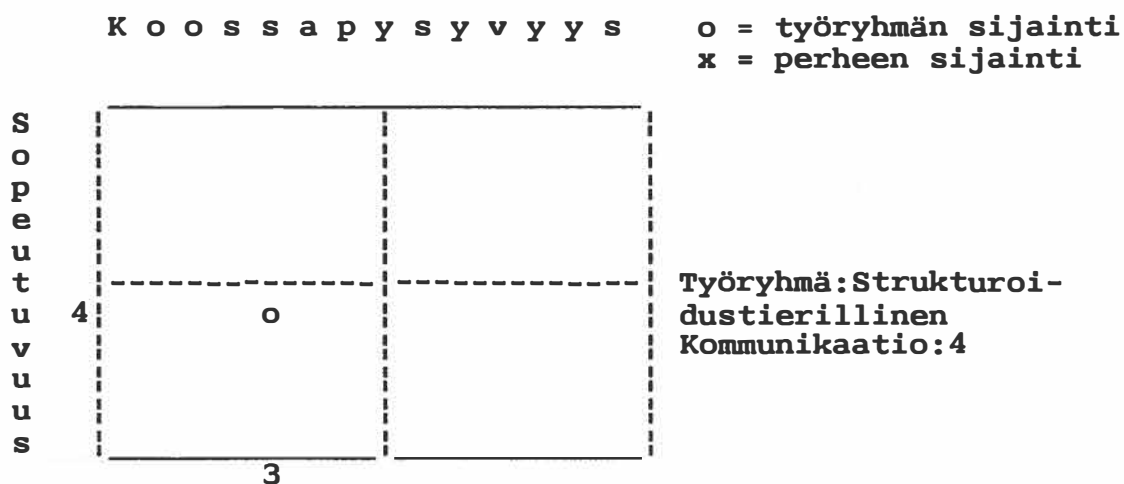 K o o s s a p y s y v y y s
o = työryhmän sijainti
x = perheen sijainti
S
o
p
e
u
t
u
v
u
u
s
4
o
Työryhmä:Strukturoi-
dustierillinen
Kommunikaatio:4
3